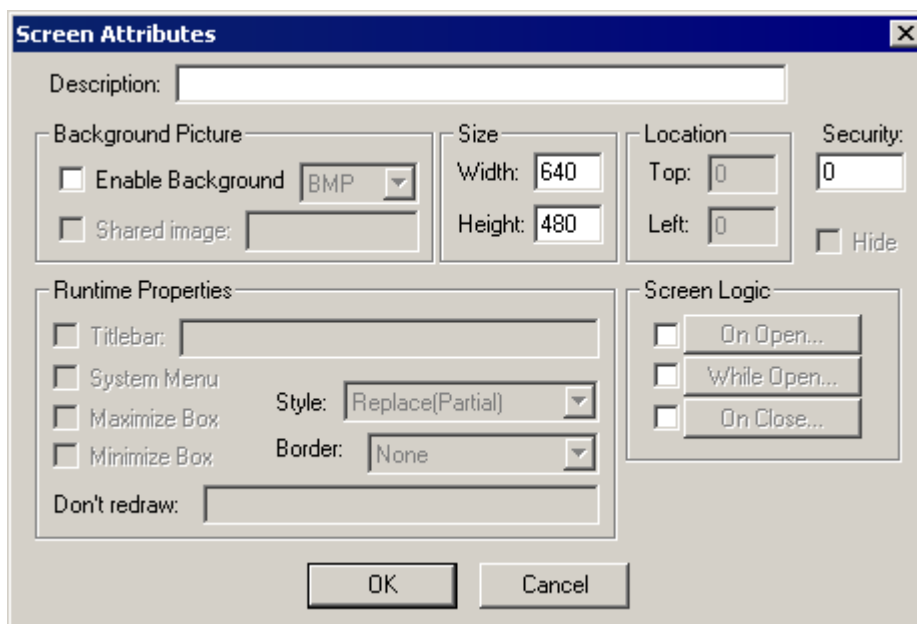 Screen Attributes
Description:
Background Picture
Enable Background BMP
Shared image:
Size
Width: 640
Height: 480
Location
Top: 0
Left: 0
Security:
0
Hide
Runtime Properties
Titlebar:
System Menu
Maximize Box
Minimize Box
Style: Replace(Partial)
Border: None
Don't redraw:
Screen Logic
On Open...
While Open...
On Close...
OK
Cancel